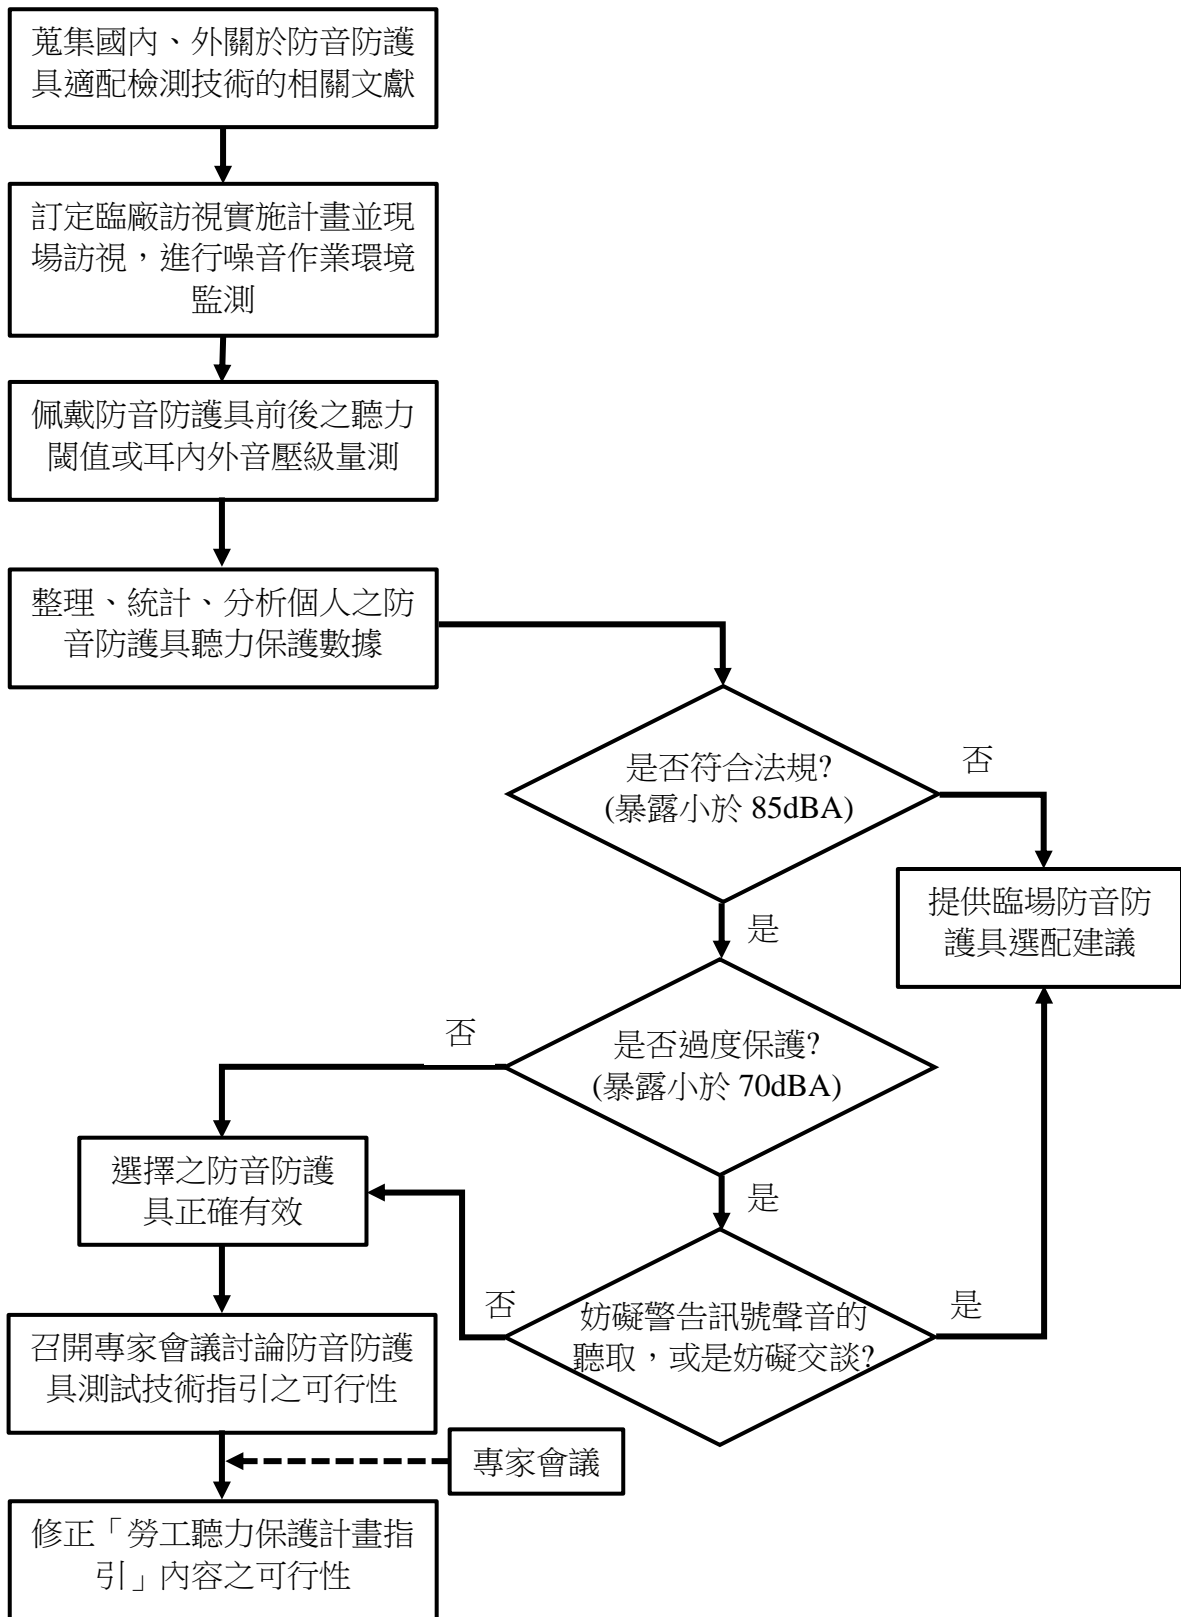 蒐集國內、外關於防音防護
具適配檢測技術的相關文獻
訂定臨廠訪視實施計畫並現
場訪視，進行噪音作業環境
監測
佩戴防音防護具前後之聽力
閾值或耳內外音壓級量測
整理、統計、分析個人之防
音防護具聽力保護數據
是否符合法規?
(暴露小於 85dBA)
否
提供臨場防音防
護具選配建議
是
是否過度保護?
(暴露小於 70dBA)
否
選擇之防音防護
具正確有效
是
妨礙警告訊號聲音的
聽取，或是妨礙交談?
否
是
召開專家會議討論防音防護
具測試技術指引之可行性
專家會議
修正「勞工聽力保護計畫指
引」內容之可行性